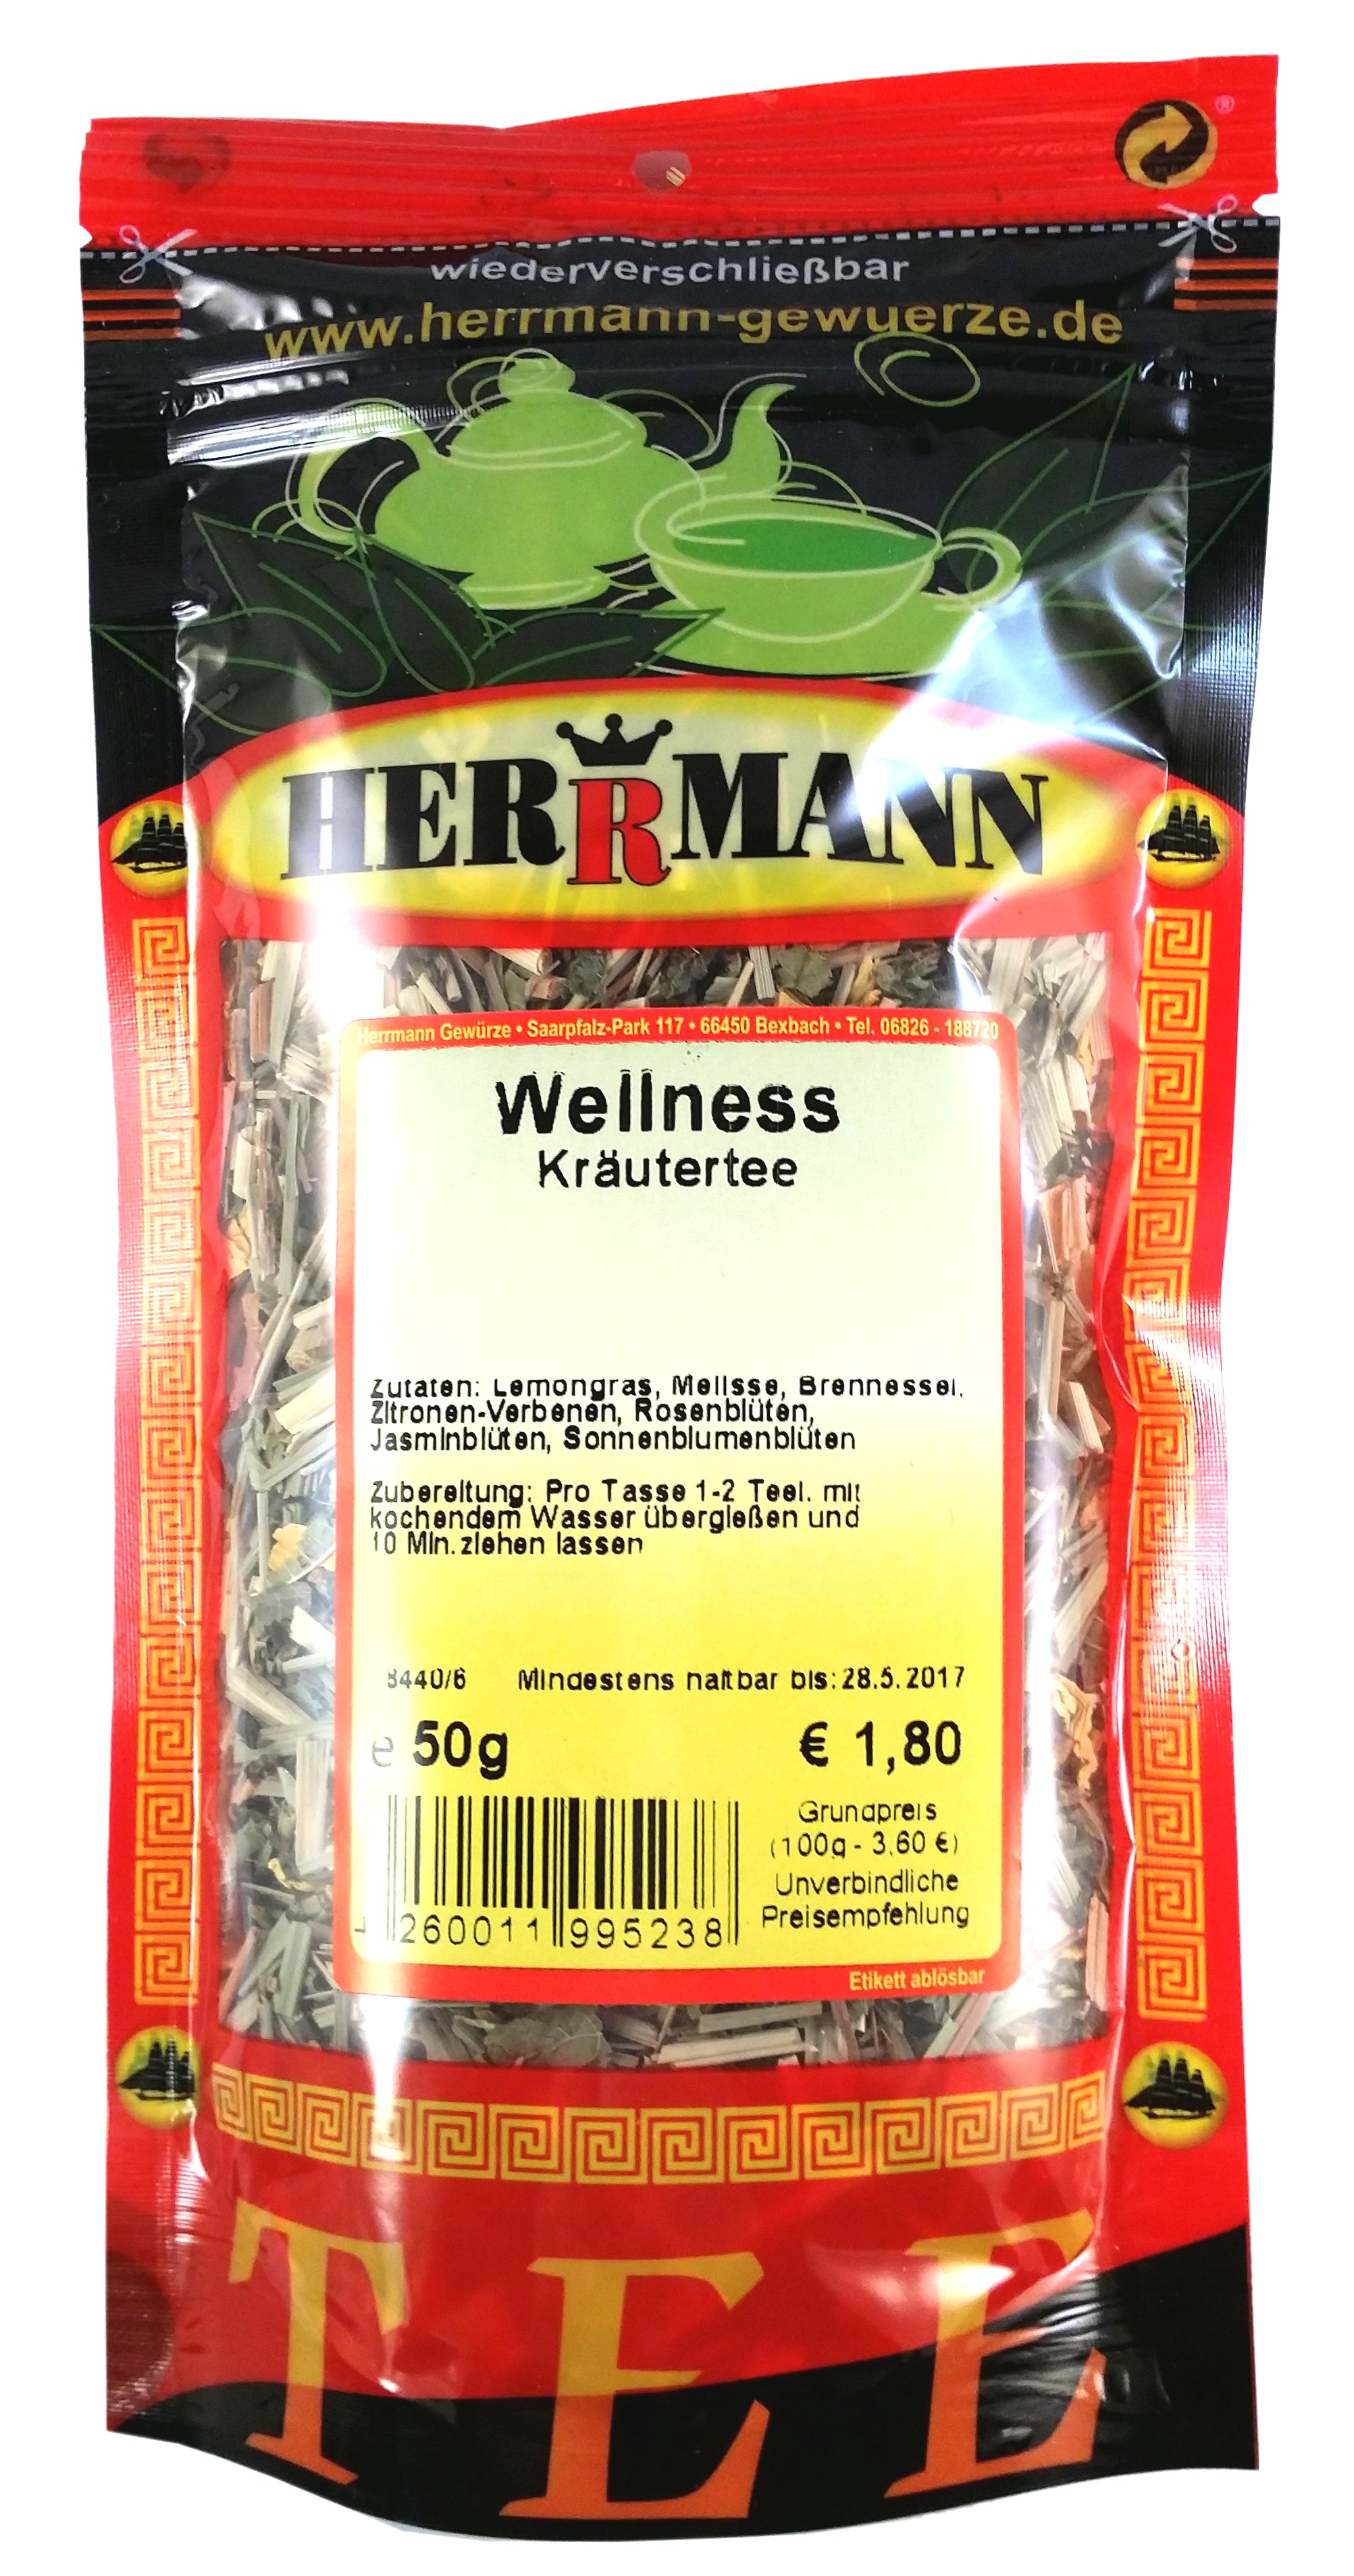 wiederverschließbar
www.herrmann-gewuerze.de
HERRMANN
Herrmann Gewürze • Saarpfalz-Park 117 • 66450 Bexbach • Tel. 06826 - 188720
Wellness
Kräutertee
Zutaten: Lemongras, Melisse, Brennessel,
Zitronen-Verbenen, Rosenblüten,
Jasminblüten, Sonnenblumenblüten
Zubereitung: Pro Tasse 1-2 Teel. mit
kochendem Wasser übergießen und
10 Min. ziehen lassen
Mindestens haltbar bis: 28.5.2017
e 50g € 1,80
Grundpreis
(100g - 3,60 €)
Unverbindliche
Preisempfehlung
4 260011 995238
Etikett ablösbar
TEE